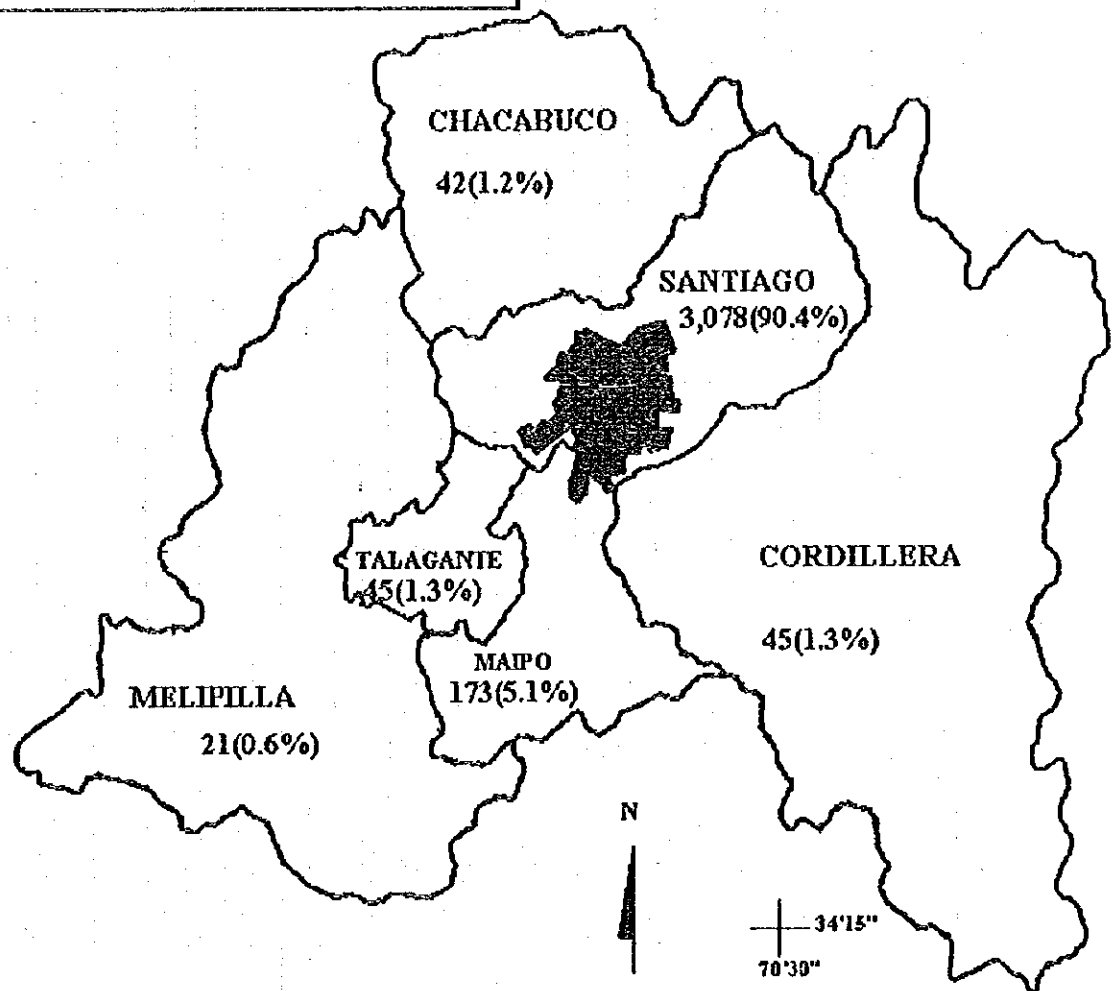 CHACABUCO
42(1.2%)
SANTIAGO
3,078(90.4%)
TALAGANTE
45(1.3%)
CORDILLERA
45(1.3%)
MAIPO
173(5.1%)
MELIPILLA
21(0.6%)
N
34'15"
70'30"